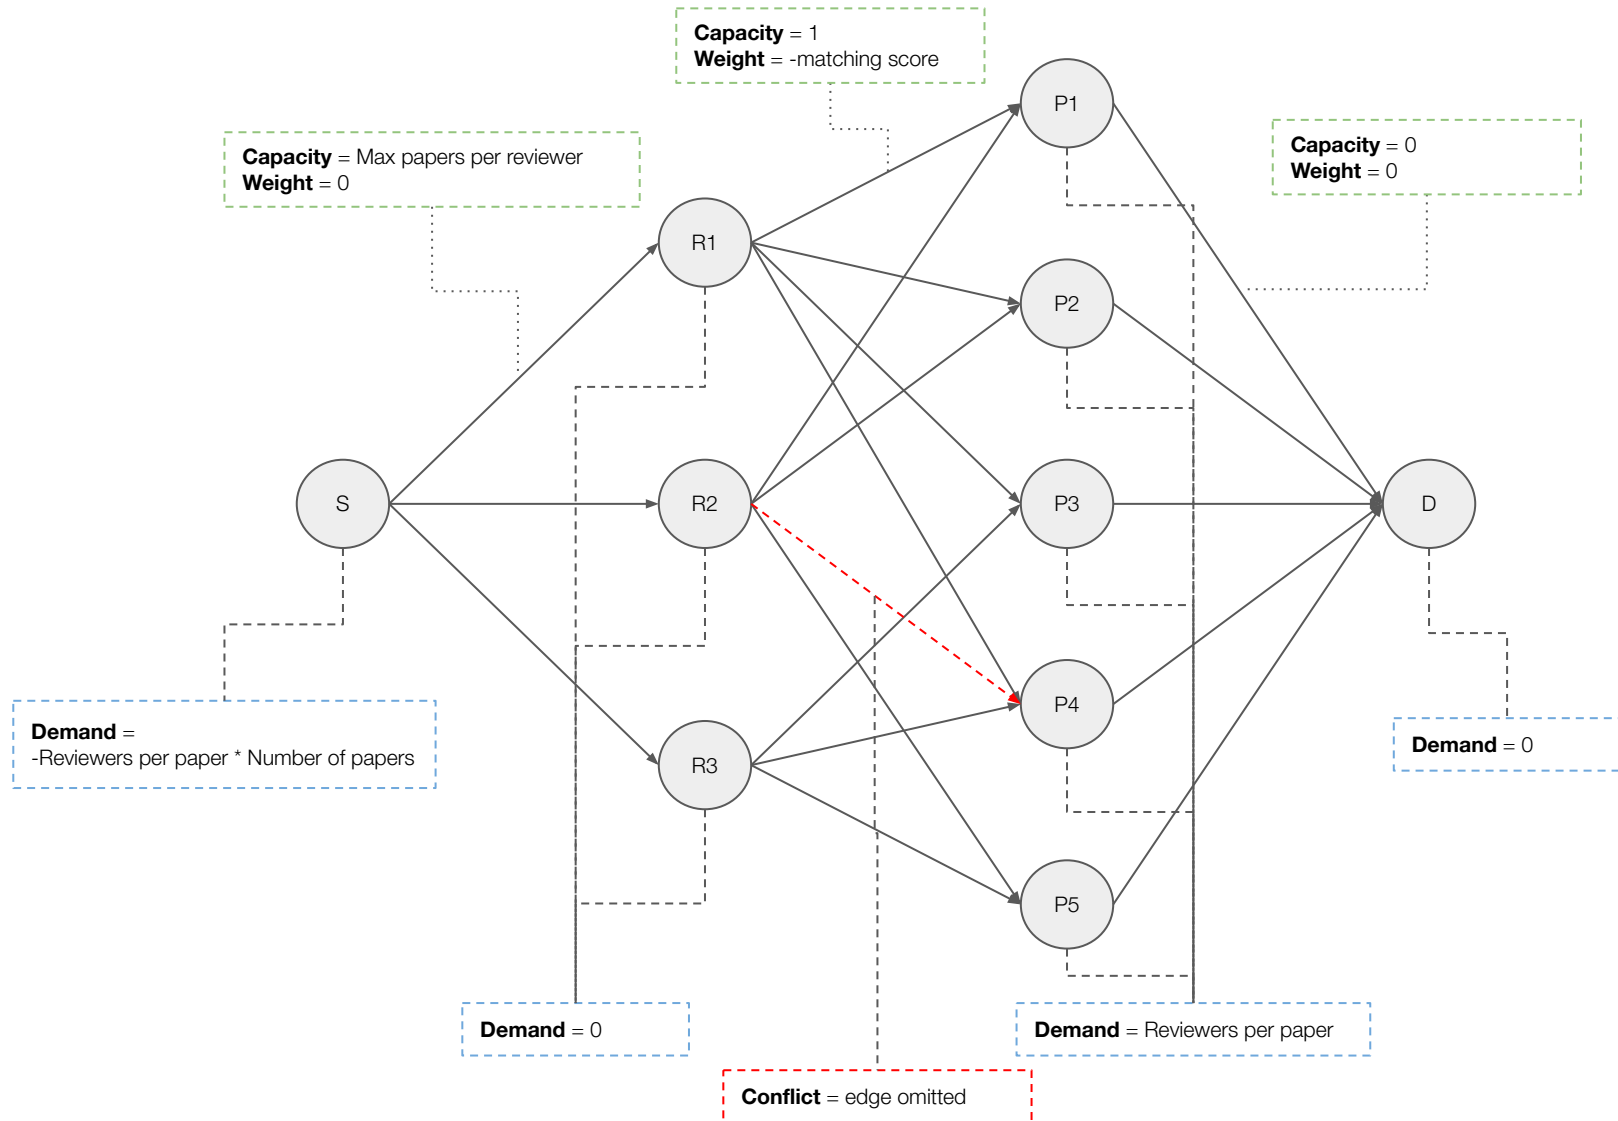 Capacity = 1
Weight = -matching score
P1
Capacity = Max papers per reviewer
Weight = 0
Capacity = 0
Weight = 0
R1
P2
S
R2
P3
D
P4
Demand =
-Reviewers per paper * Number of papers
R3
Demand = 0
P5
Demand = 0
Demand = Reviewers per paper
Conflict = edge omitted